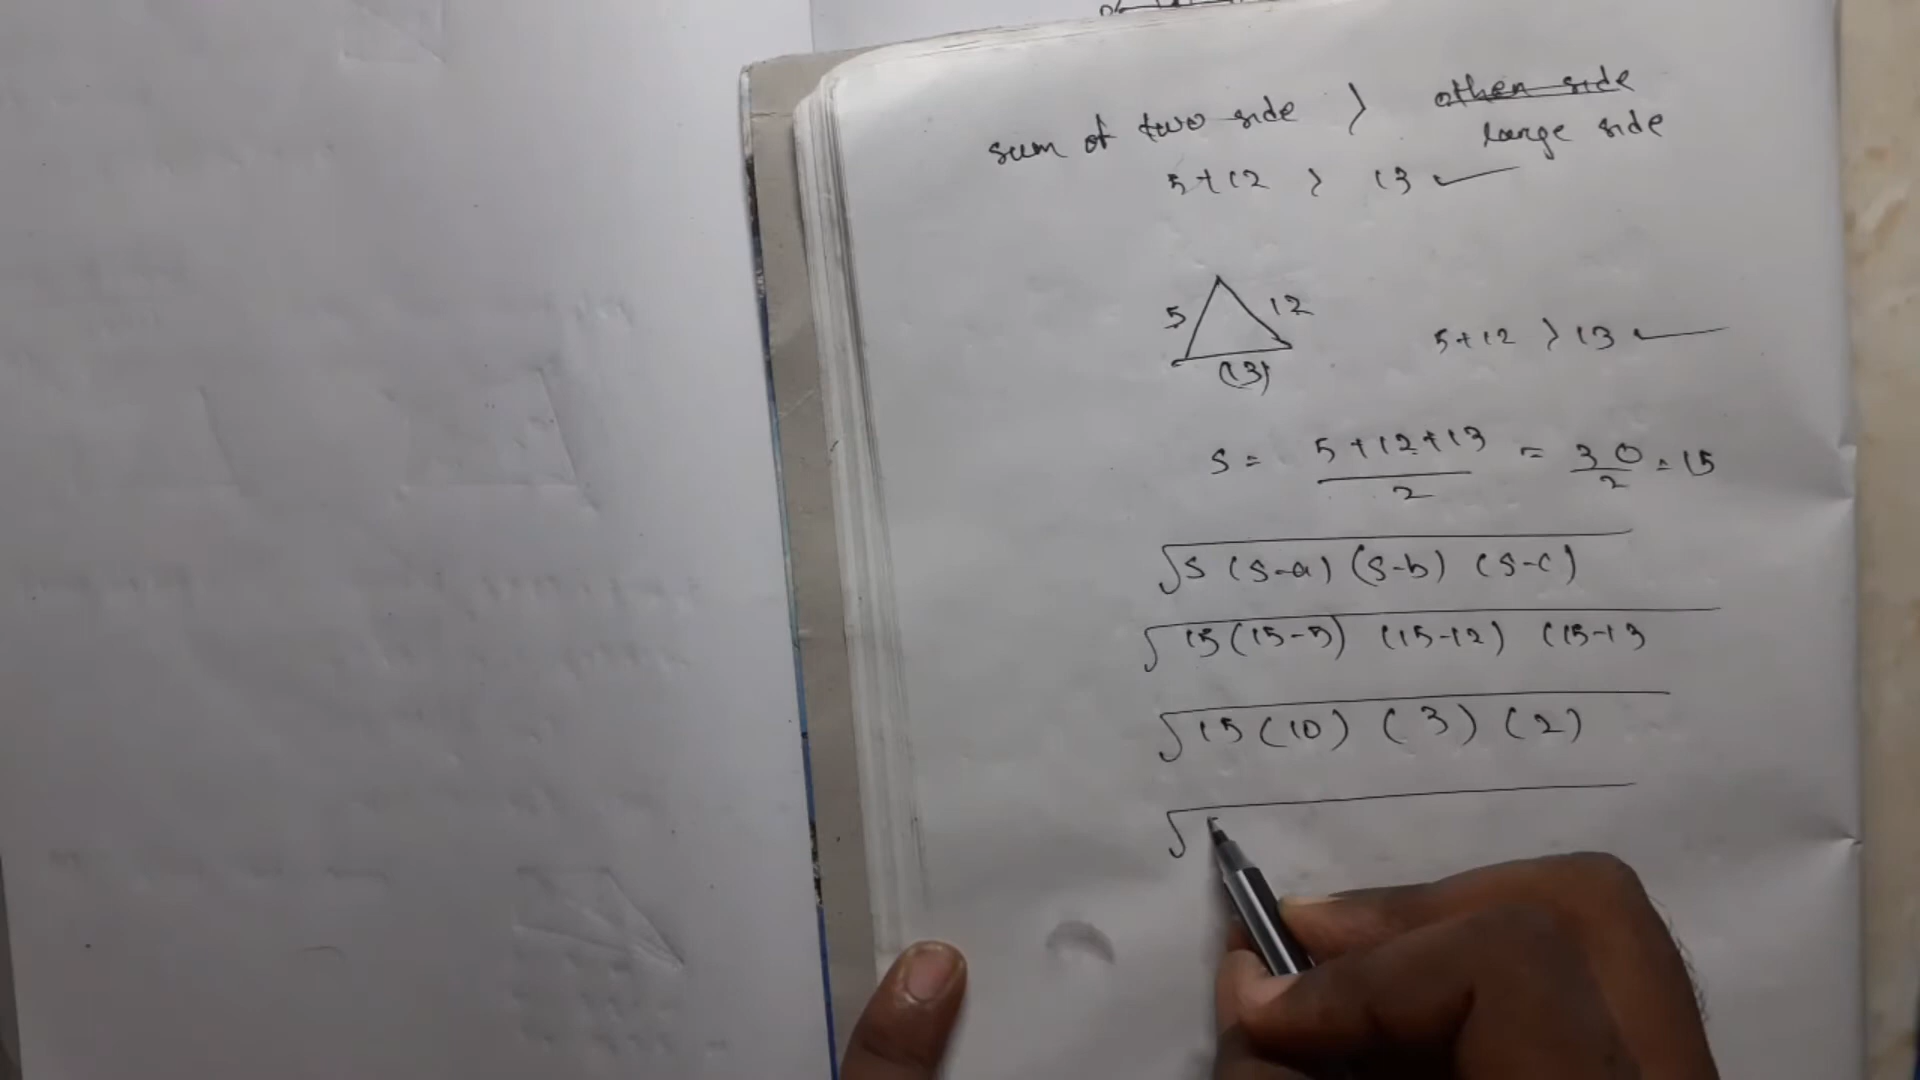 sum of two side > other side
large side
5+12 > 13
5 12
13
5+12 > 13
s = 5+12+13/2 = 30/2 = 15
√s (s-a) (s-b) (s-c)
√15(15-5) (15-12) (15-13
√15(10) (3) (2)
√